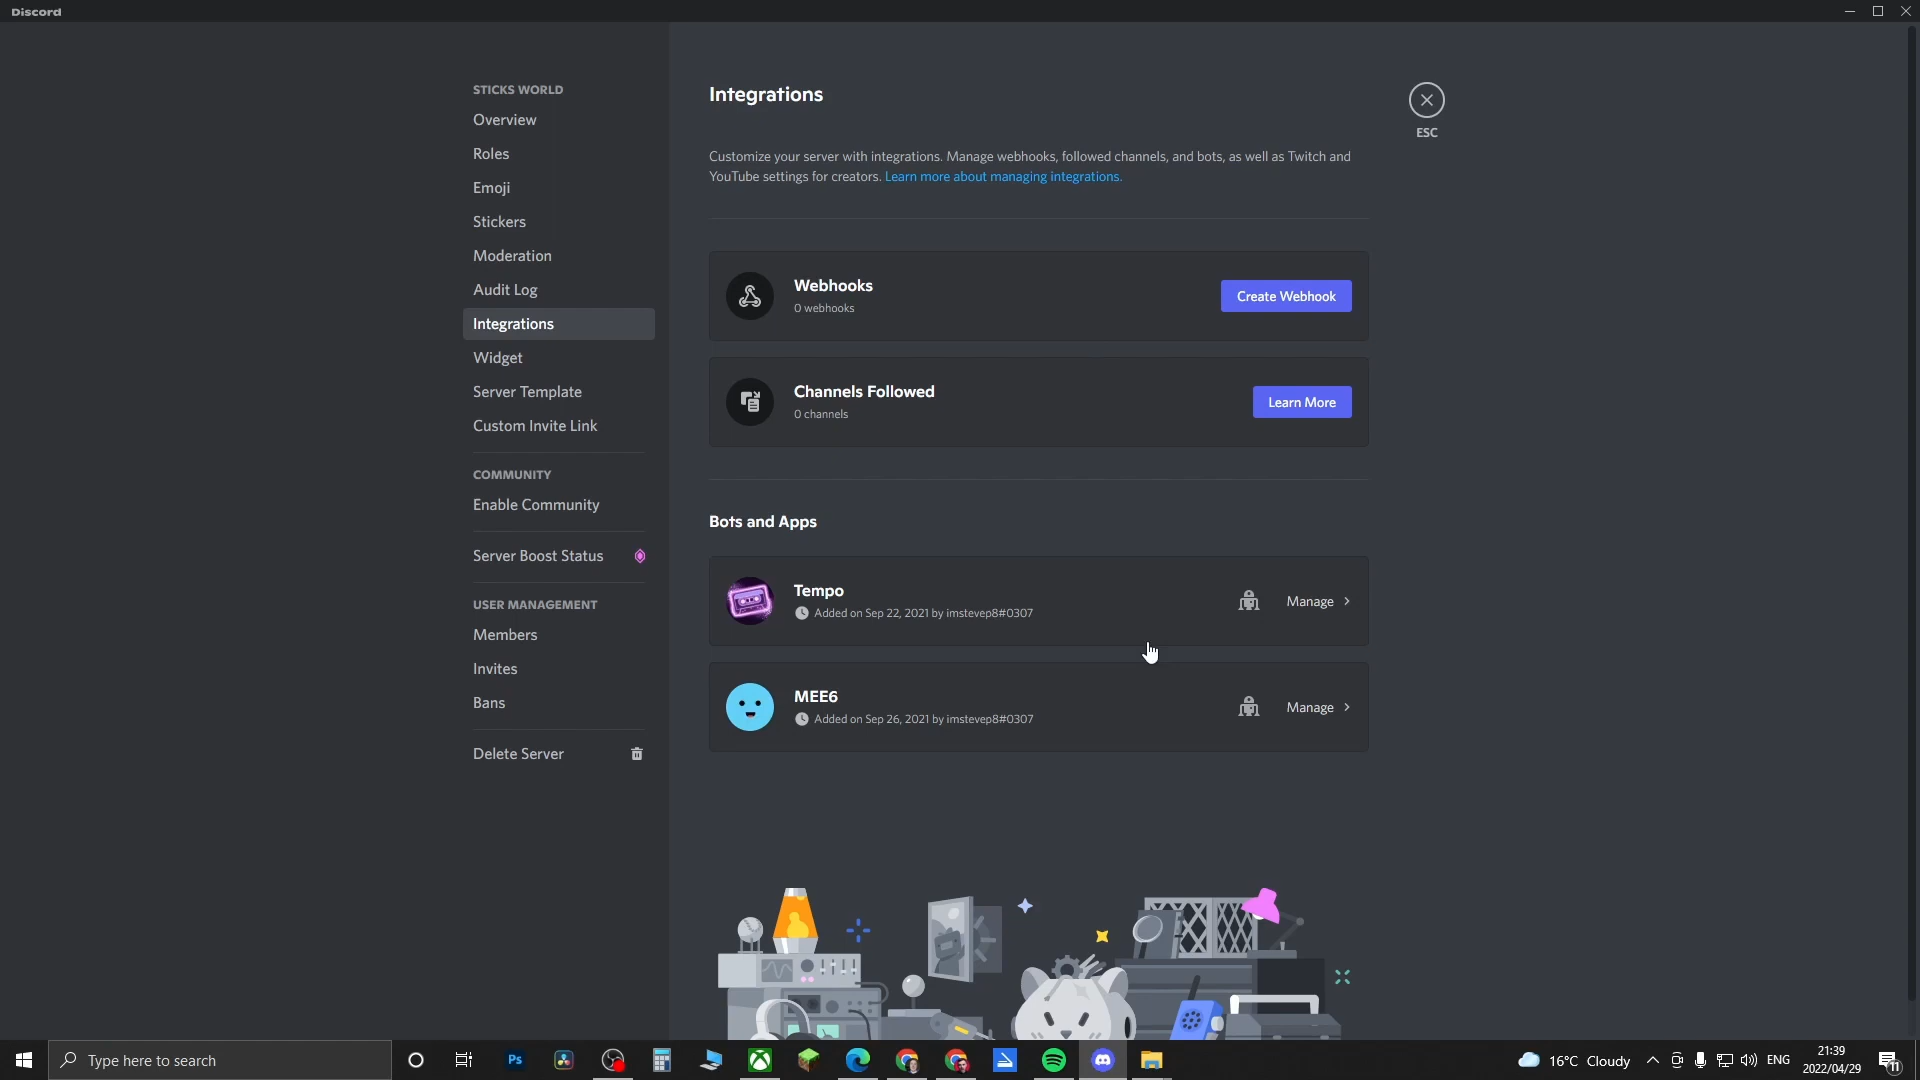 Discord
STICKS WORLD
Overview
Roles
Emoji
Stickers
Moderation
Audit Log
Integrations
Widget
Server Template
Custom Invite Link
COMMUNITY
Enable Community
Server Boost Status
USER MANAGEMENT
Members
Invites
Bans
Delete Server
Integrations
ESC
Customize your server with integrations. Manage webhooks, followed channels, and bots, as well as Twitch and
YouTube settings for creators. Learn more about managing integrations.
Webhooks
0 webhooks
Create Webhook
Channels Followed
0 channels
Learn More
Bots and Apps
Tempo
Added on Sep 22, 2021 by imstevep8#0307
Manage
MEE6
Added on Sep 26, 2021 by imstevep8#0307
Manage
Type here to search
Ps
16°C Cloudy
ENG
21:39
2022/04/29
11